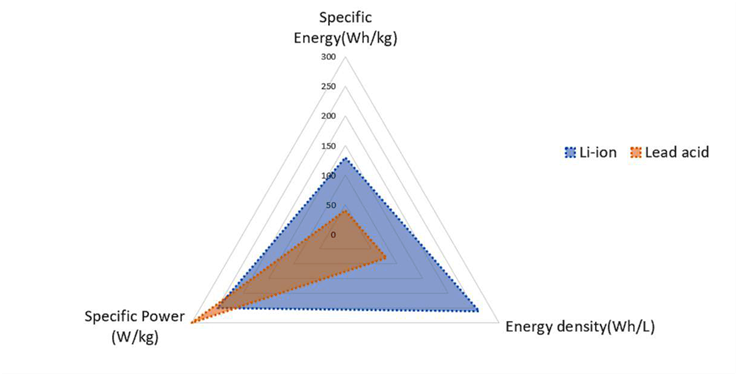 Specific
Energy(Wh/kg)
300
250
200
150
100
50
0
Li-ion
Lead acid
Specific Power
(W/kg)
Energy density(Wh/L)